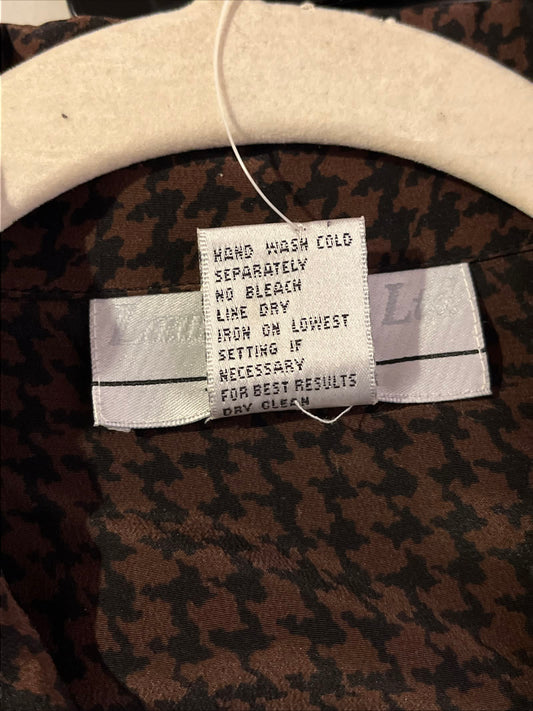 HAND WASH COLD
SEPARATELY
NO BLEACH
LINE DRY
IRON ON LOWEST
SETTING IF
NECESSARY
FOR BEST RESULTS
DRY CLEAN